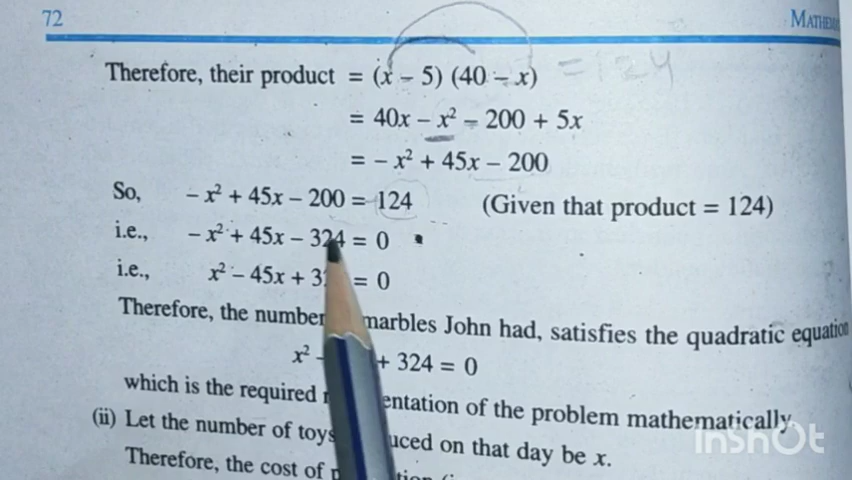 72
Therefore, their product = (x – 5) (40 – x) = 124
= 40x – x² – 200 + 5x
= – x² + 45x – 200
So, – x² + 45x – 200 = 124 (Given that product = 124)
i.e., – x² + 45x – 324 = 0
i.e., x² – 45x + 3 = 0
Therefore, the number marbles John had, satisfies the quadratic equation
x² + 324 = 0
which is the required entation of the problem mathematically.
(ii) Let the number of toys uced on that day be x.
Therefore, the cost of
InShOt